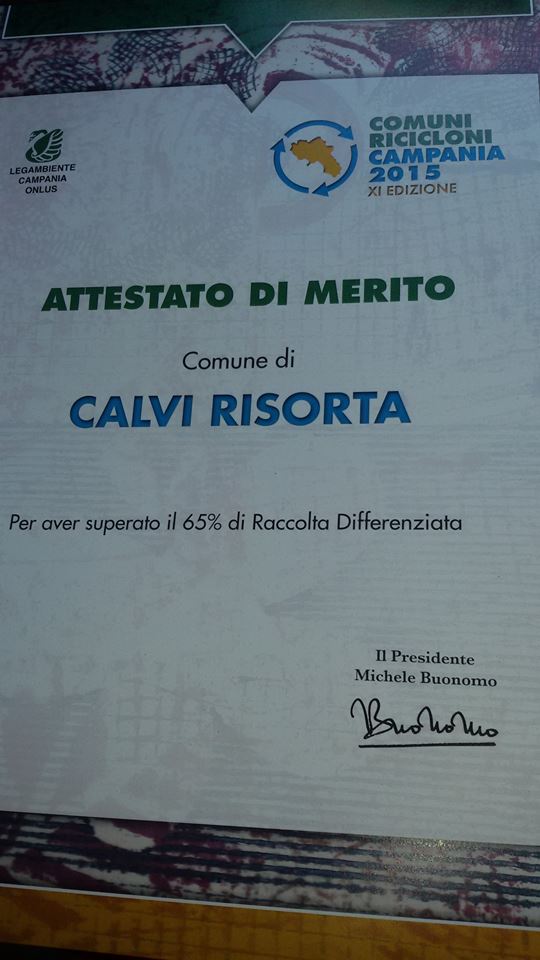 LEGAMBIENTE
CAMPANIA
ONLUS
COMUNI
RICICLONI
CAMPANIA
2015
XI EDIZIONE
ATTESTATO DI MERITO
Comune di
CALVI RISORTA
Per aver superato il 65% di Raccolta Differenziata
Il Presidente
Michele Buonomo
Buonomo